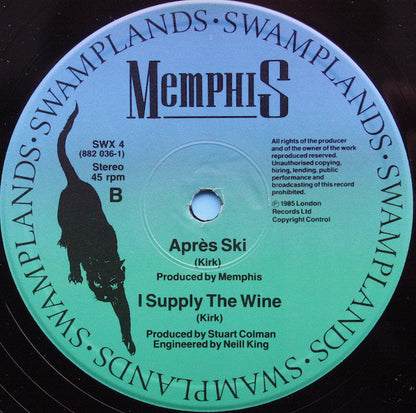 SWAMPLANDS · SWAMPLANDS · SWAMPLANDS · SWAMPLANDS · SWAMPLANDS ·
MEMPHIS
SWX 4
(882 036-1)
Stereo
45 rpm
B
All rights of the producer
and of the owner of the work
reproduced reserved.
Unauthorised copying,
hiring, lending, public
performance and
broadcasting of this record
prohibited.
Ⓟ 1985 London
Records Ltd
Copyright Control
Après Ski
(Kirk)
Produced by Memphis
I Supply The Wine
(Kirk)
Produced by Stuart Colman
Engineered by Neill King